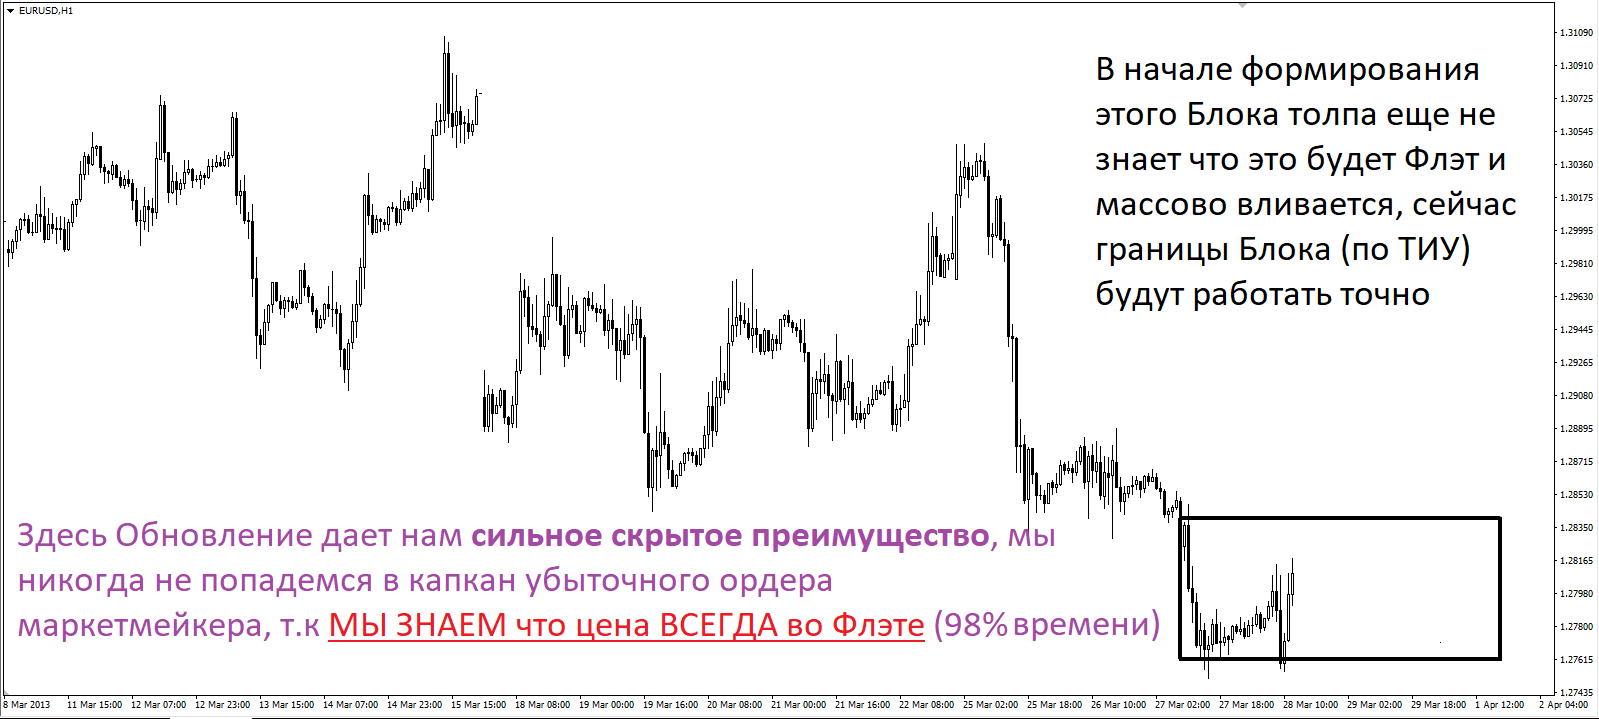 EURUSD,H1
В начале формирования
этого Блока толпа еще не
знает что это будет Флэт и
массово вливается, сейчас
границы Блока (по ТИУ)
будут работать точно
Здесь Обновление дает нам сильное скрытое преимущество, мы
никогда не попадемся в капкан убыточного ордера
маркетмейкера, т.к МЫ ЗНАЕМ что цена ВСЕГДА во Флэте (98% времени)
1.31090
1.30910
1.30725
1.30545
1.30360
1.30175
1.29995
1.29810
1.29630
1.29445
1.29265
1.29080
1.28895
1.28715
1.28530
1.28350
1.28165
1.27980
1.27800
1.27615
1.27435
8 Mar 2013 11 Mar 15:00 12 Mar 07:00 12 Mar 23:00 13 Mar 15:00 14 Mar 07:00 14 Mar 23:00 15 Mar 15:00 18 Mar 08:00 19 Mar 00:00 19 Mar 16:00 20 Mar 08:00 21 Mar 00:00 21 Mar 16:00 22 Mar 08:00 25 Mar 02:00 25 Mar 18:00 26 Mar 10:00 27 Mar 02:00 27 Mar 18:00 28 Mar 10:00 29 Mar 02:00 29 Mar 18:00 1 Apr 12:00 2 Apr 04:00